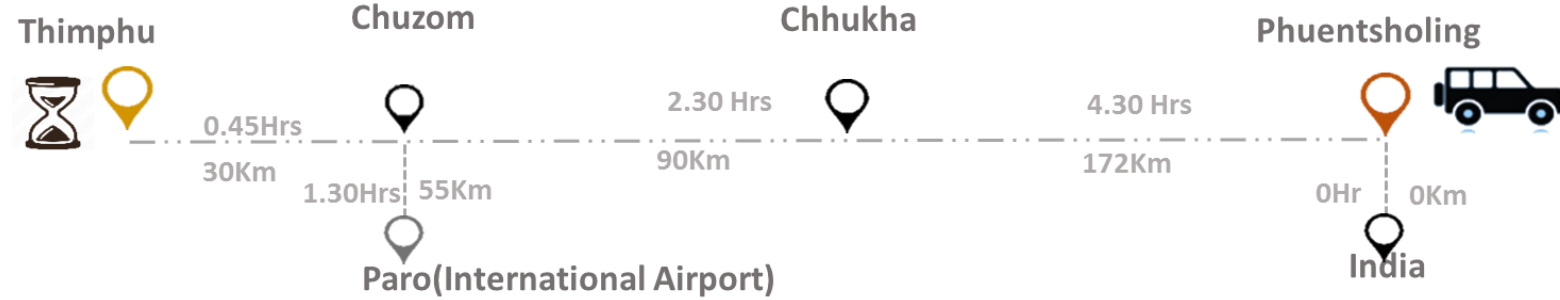 Thimphu
Chuzom
Chhukha
Phuentsholing
0.45Hrs
2.30 Hrs
4.30 Hrs
30Km
90Km
172Km
1.30Hrs
55Km
0Hr
0Km
Paro(International Airport)
India